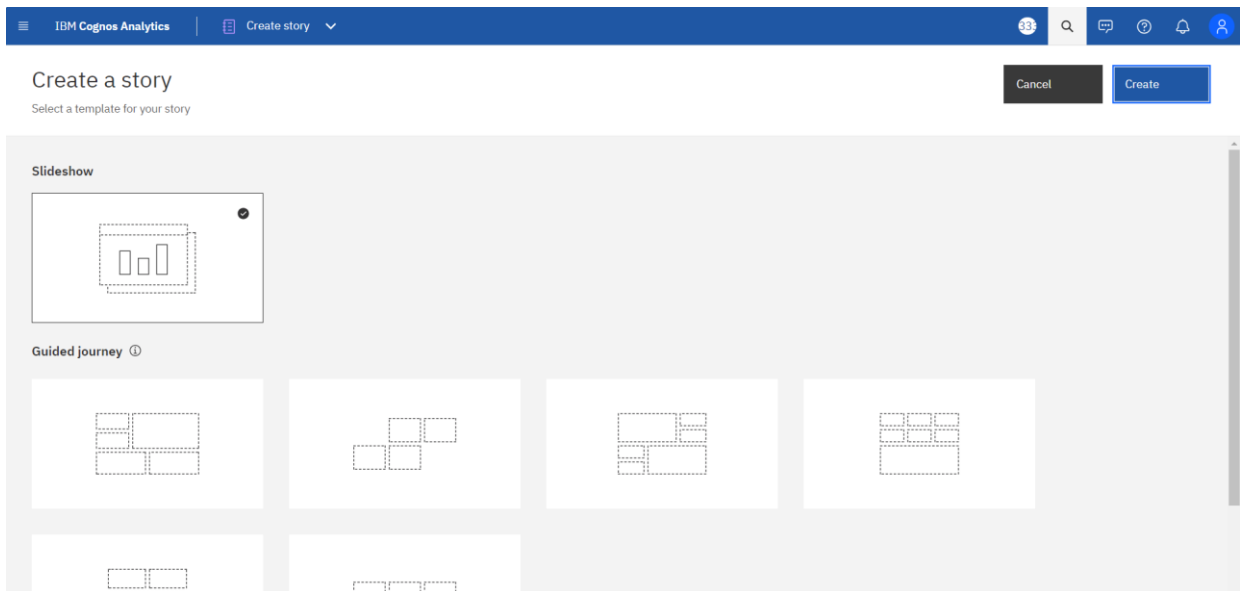 IBM Cognos Analytics
Create story
Create a story
Select a template for your story
Cancel
Create
Slideshow
Guided journey